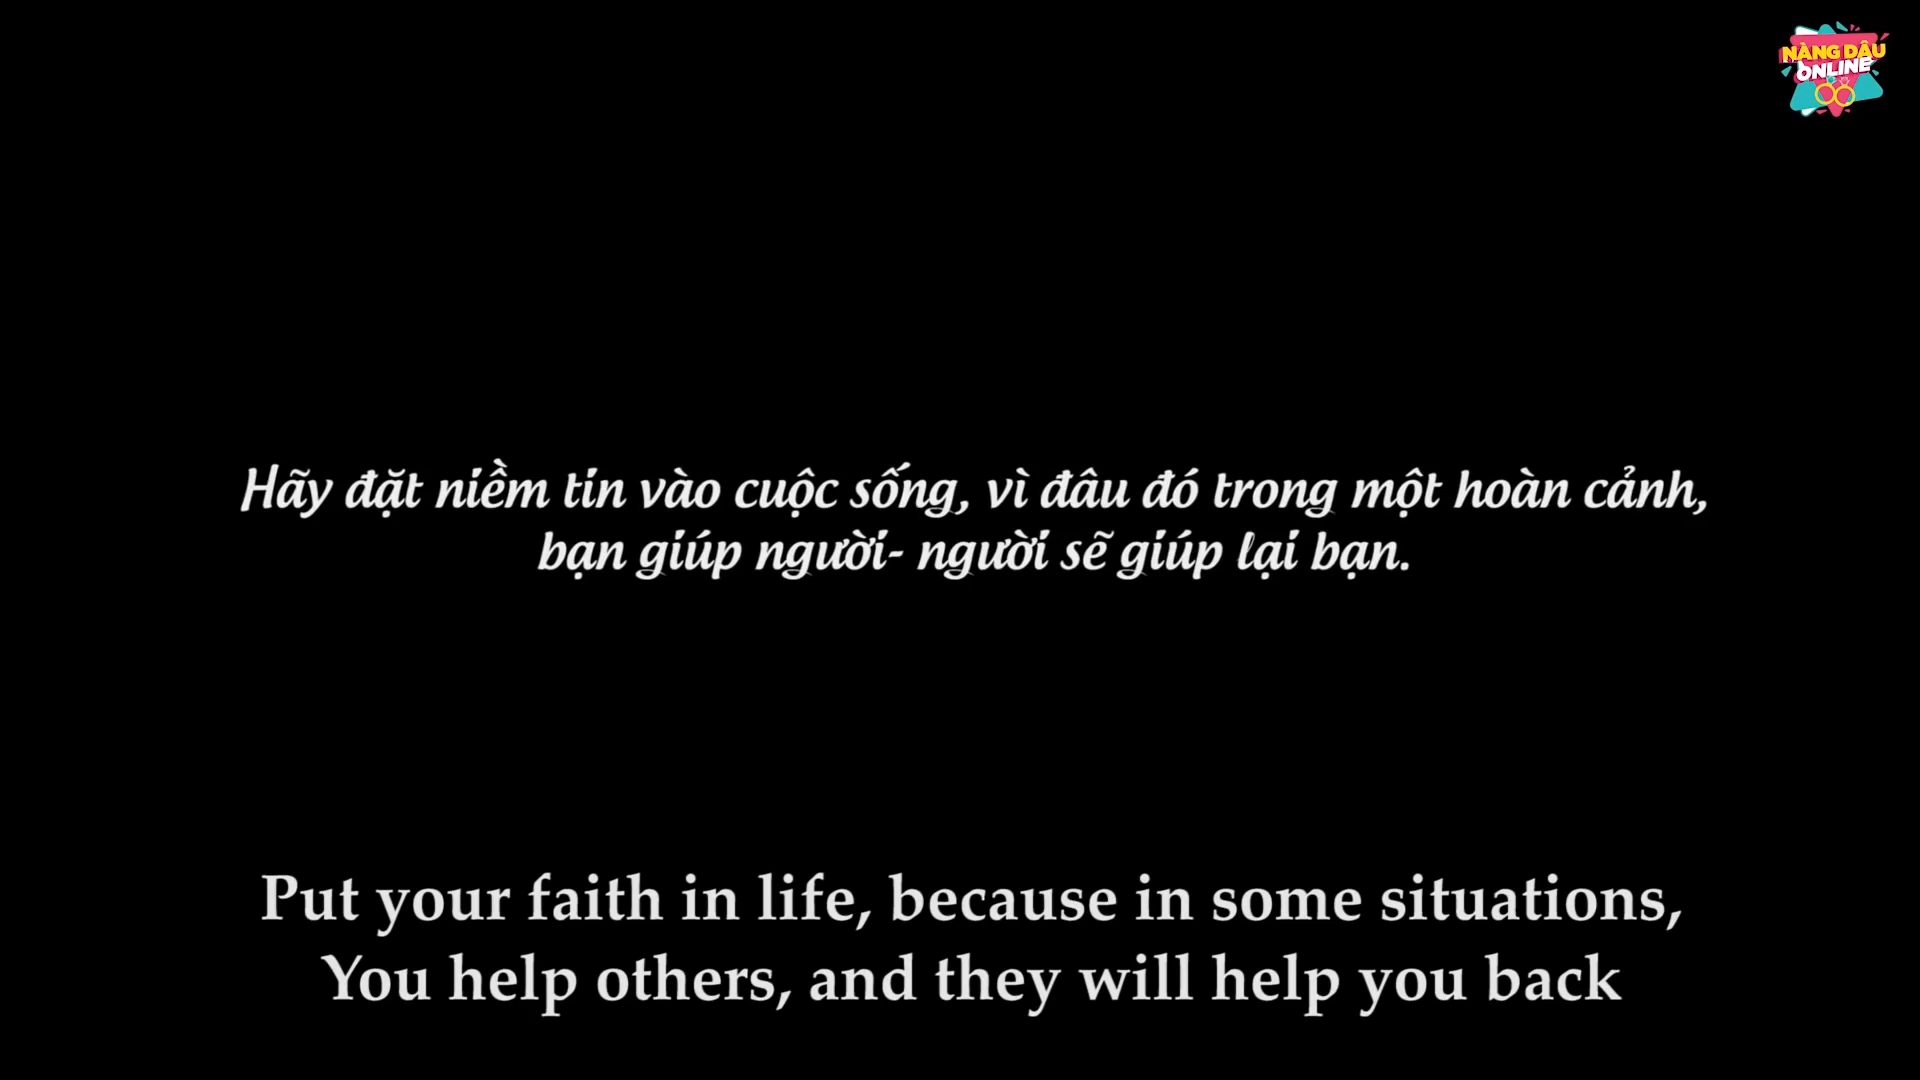 NÀNG DÂU
ONLINE
Hãy đặt niềm tin vào cuộc sống, vì đâu đó trong một hoàn cảnh,
bạn giúp người- người sẽ giúp lại bạn.
Put your faith in life, because in some situations,
You help others, and they will help you back